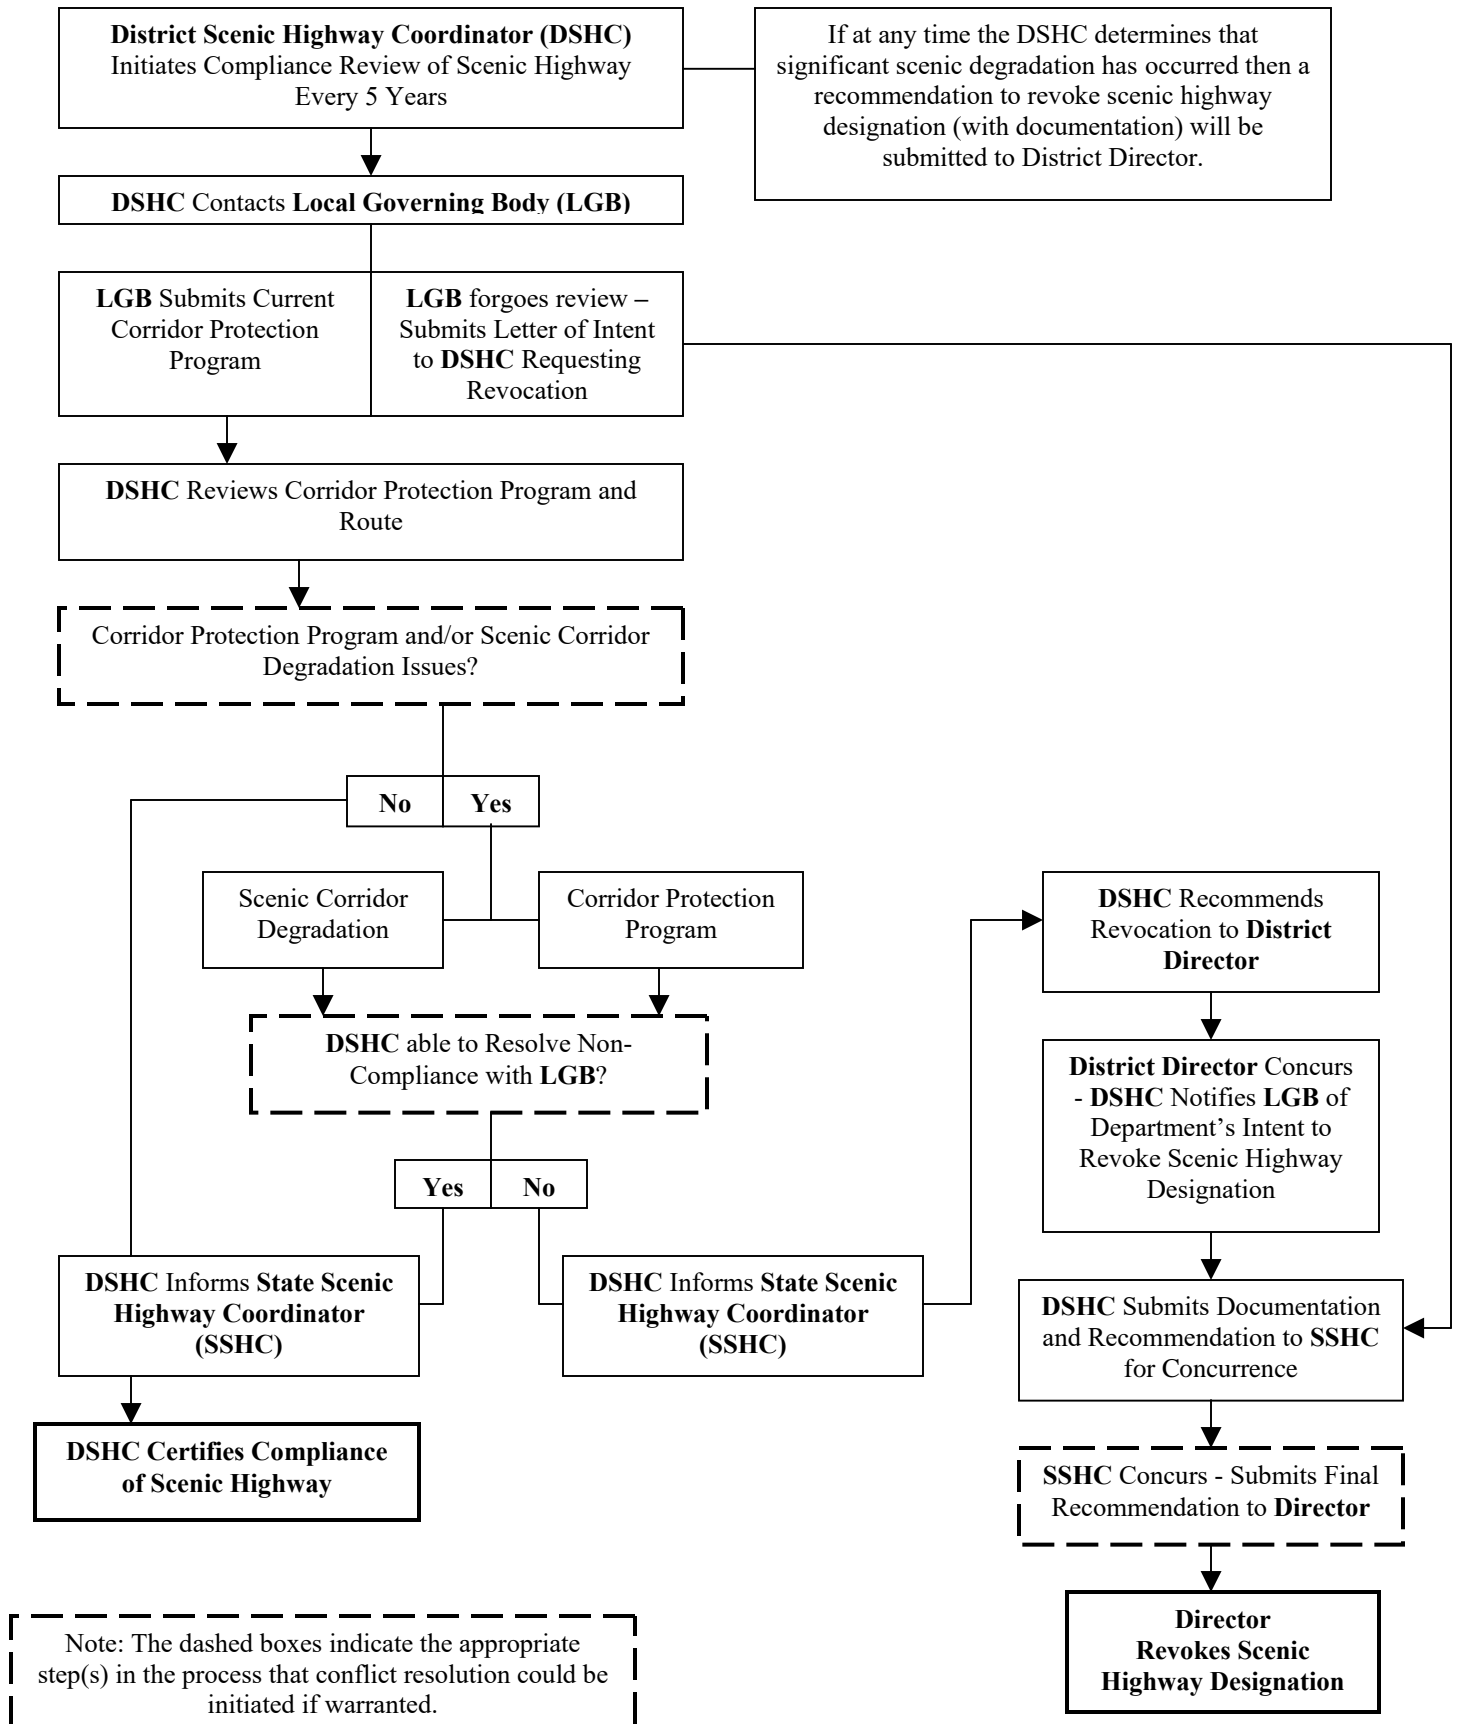 District Scenic Highway Coordinator (DSHC)
Initiates Compliance Review of Scenic Highway
Every 5 Years
If at any time the DSHC determines that
significant scenic degradation has occurred then a
recommendation to revoke scenic highway
designation (with documentation) will be
submitted to District Director.
DSHC Contacts Local Governing Body (LGB)
LGB Submits Current
Corridor Protection
Program
LGB forgoes review –
Submits Letter of Intent
to DSHC Requesting
Revocation
DSHC Reviews Corridor Protection Program and
Route
Corridor Protection Program and/or Scenic Corridor
Degradation Issues?
No
Yes
Scenic Corridor
Degradation
Corridor Protection
Program
DSHC able to Resolve Non-
Compliance with LGB?
Yes
No
DSHC Informs State Scenic
Highway Coordinator
(SSHC)
DSHC Informs State Scenic
Highway Coordinator
(SSHC)
DSHC Certifies Compliance
of Scenic Highway
DSHC Recommends
Revocation to District
Director
District Director Concurs
- DSHC Notifies LGB of
Department’s Intent to
Revoke Scenic Highway
Designation
DSHC Submits Documentation
and Recommendation to SSHC
for Concurrence
SSHC Concurs - Submits Final
Recommendation to Director
Director
Revokes Scenic
Highway Designation
Note: The dashed boxes indicate the appropriate
step(s) in the process that conflict resolution could be
initiated if warranted.